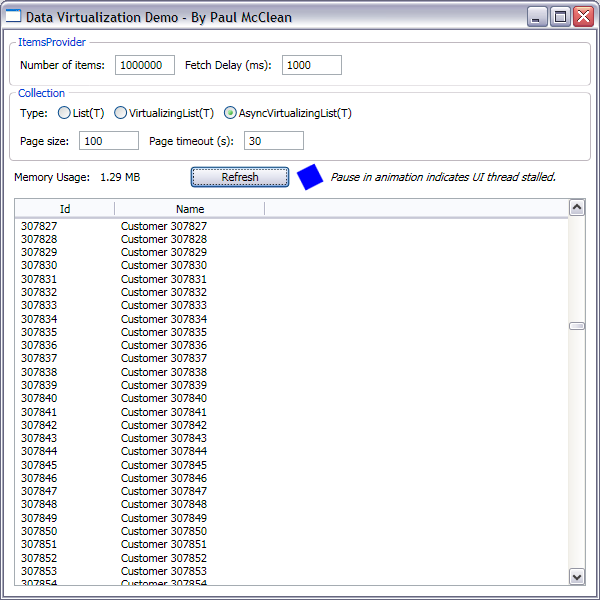 Data Virtualization Demo - By Paul McClean
ItemsProvider
Number of items: 1000000 Fetch Delay (ms): 1000
Collection
Type: List(T) VirtualizingList(T) AsyncVirtualizingList(T)
Page size: 100 Page timeout (s): 30
Memory Usage: 1.29 MB Refresh Pause in animation indicates UI thread stalled.
Id Name
307827 Customer 307827
307828 Customer 307828
307829 Customer 307829
307830 Customer 307830
307831 Customer 307831
307832 Customer 307832
307833 Customer 307833
307834 Customer 307834
307835 Customer 307835
307836 Customer 307836
307837 Customer 307837
307838 Customer 307838
307839 Customer 307839
307840 Customer 307840
307841 Customer 307841
307842 Customer 307842
307843 Customer 307843
307844 Customer 307844
307845 Customer 307845
307846 Customer 307846
307847 Customer 307847
307848 Customer 307848
307849 Customer 307849
307850 Customer 307850
307851 Customer 307851
307852 Customer 307852
307853 Customer 307853
307854 Customer 307854